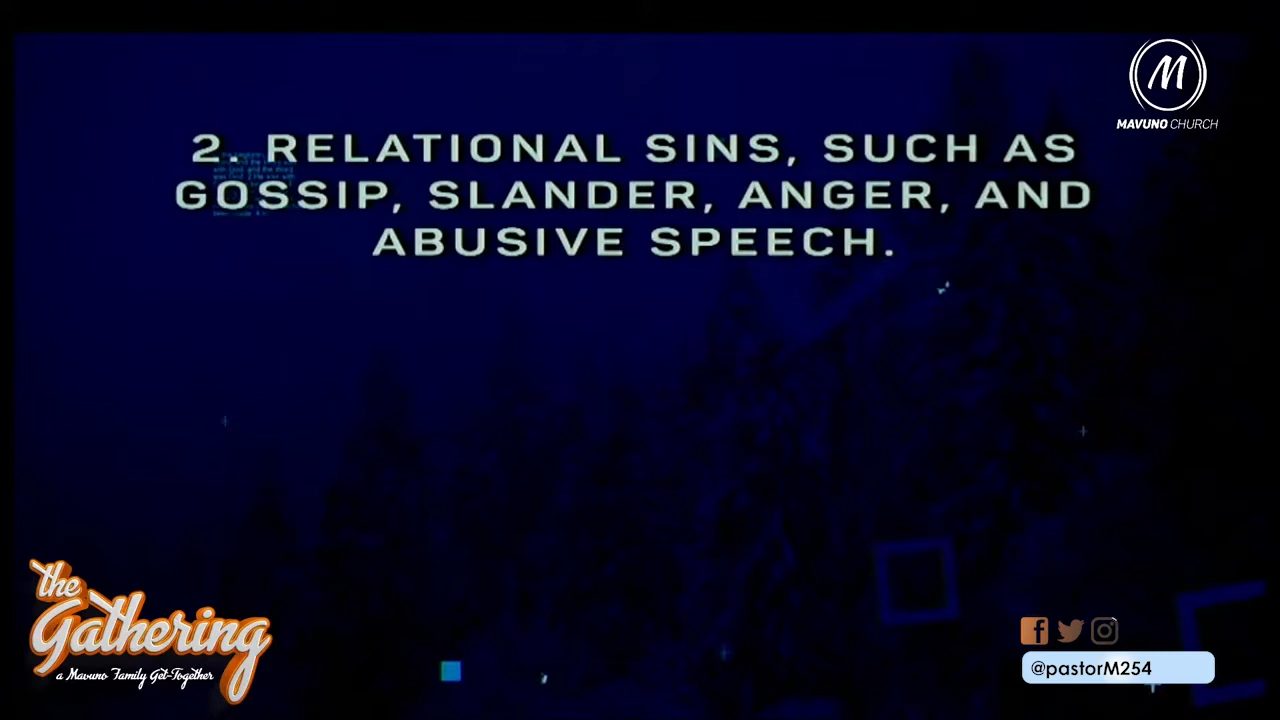 M
MAVUNO CHURCH
2. RELATIONAL SINS, SUCH AS
GOSSIP, SLANDER, ANGER, AND
ABUSIVE SPEECH.
the
Gathering
a Mavuno Family Get-Together
@pastorM254